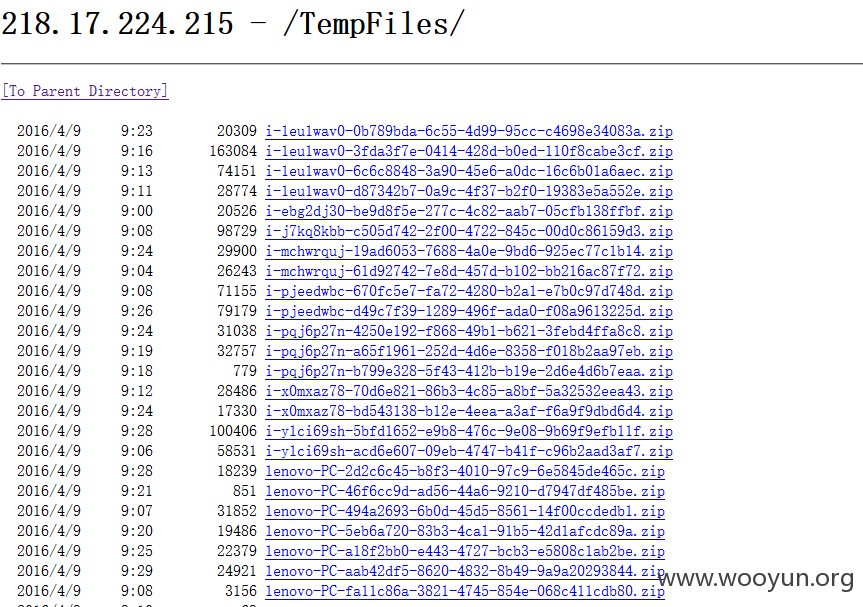 218.17.224.215 - /TempFiles/
[To Parent Directory]
2016/4/9 9:23 20309 i-1eu1wav0-0b789bda-6c55-4d99-95cc-c4698e34083a.zip
2016/4/9 9:16 163084 i-1eu1wav0-3fda3f7e-0414-428d-b0ed-110f8cabe3cf.zip
2016/4/9 9:13 74151 i-1eu1wav0-6c6c8848-3a90-45e6-a0dc-16c6b01a6aec.zip
2016/4/9 9:11 28774 i-1eu1wav0-d87342b7-0a9c-4f37-b2f0-19383e5a552e.zip
2016/4/9 9:00 20526 i-ebg2dj30-be9d8f5e-277c-4c82-aab7-05cfb138ffbf.zip
2016/4/9 9:08 98729 i-j7kq8kbb-c505d742-2f00-4722-845c-00d0c86159d3.zip
2016/4/9 9:24 29900 i-mchwrquj-19ad6053-7688-4a0e-9bd6-925ec77c1b14.zip
2016/4/9 9:04 26243 i-mchwrquj-61d92742-7e8d-457d-b102-bb216ac87f72.zip
2016/4/9 9:08 71155 i-pjeedwbc-670fc5e7-fa72-4280-b2a1-e7b0c97d748d.zip
2016/4/9 9:26 79179 i-pjeedwbc-d49c7f39-1289-496f-ada0-f08a9613225d.zip
2016/4/9 9:24 31038 i-pqj6p27n-4250e192-f868-49b1-b621-3febd4ffa8c8.zip
2016/4/9 9:19 32757 i-pqj6p27n-a65f1961-252d-4d6e-8358-f018b2aa97eb.zip
2016/4/9 9:18 779 i-pqj6p27n-b799e328-5f43-412b-b19e-2d6e4d6b7eaa.zip
2016/4/9 9:12 28486 i-x0mxaz78-70d6e821-86b3-4c85-a8bf-5a32532eea43.zip
2016/4/9 9:24 17330 i-x0mxaz78-bd543138-b12e-4eea-a3af-f6a9f9dbd6d4.zip
2016/4/9 9:28 100406 i-y1ci69sh-5bfd1652-e9b8-476c-9e08-9b69f9efb11f.zip
2016/4/9 9:06 58531 i-y1ci69sh-acd6e607-09eb-4747-b41f-c96b2aad3af7.zip
2016/4/9 9:28 18239 lenovo-PC-2d2c6c45-b8f3-4010-97c9-6e5845de465c.zip
2016/4/9 9:21 851 lenovo-PC-46f6cc9d-ad56-44a6-9210-d7947df485be.zip
2016/4/9 9:07 31852 lenovo-PC-494a2693-6b0d-45d5-8561-14f00ccdedb1.zip
2016/4/9 9:20 19486 lenovo-PC-5eb6a720-83b3-4ca1-91b5-42d1afcdc89a.zip
2016/4/9 9:25 22379 lenovo-PC-a18f2bb0-e443-4727-bcb3-e5808c1ab2be.zip
2016/4/9 9:29 24921 lenovo-PC-aab42df5-8620-4832-8b49-9a9a20293844.zip
www.wooyun.org
2016/4/9 9:08 3156 lenovo-PC-fa11c86a-3821-4745-854e-068c411cdb80.zip